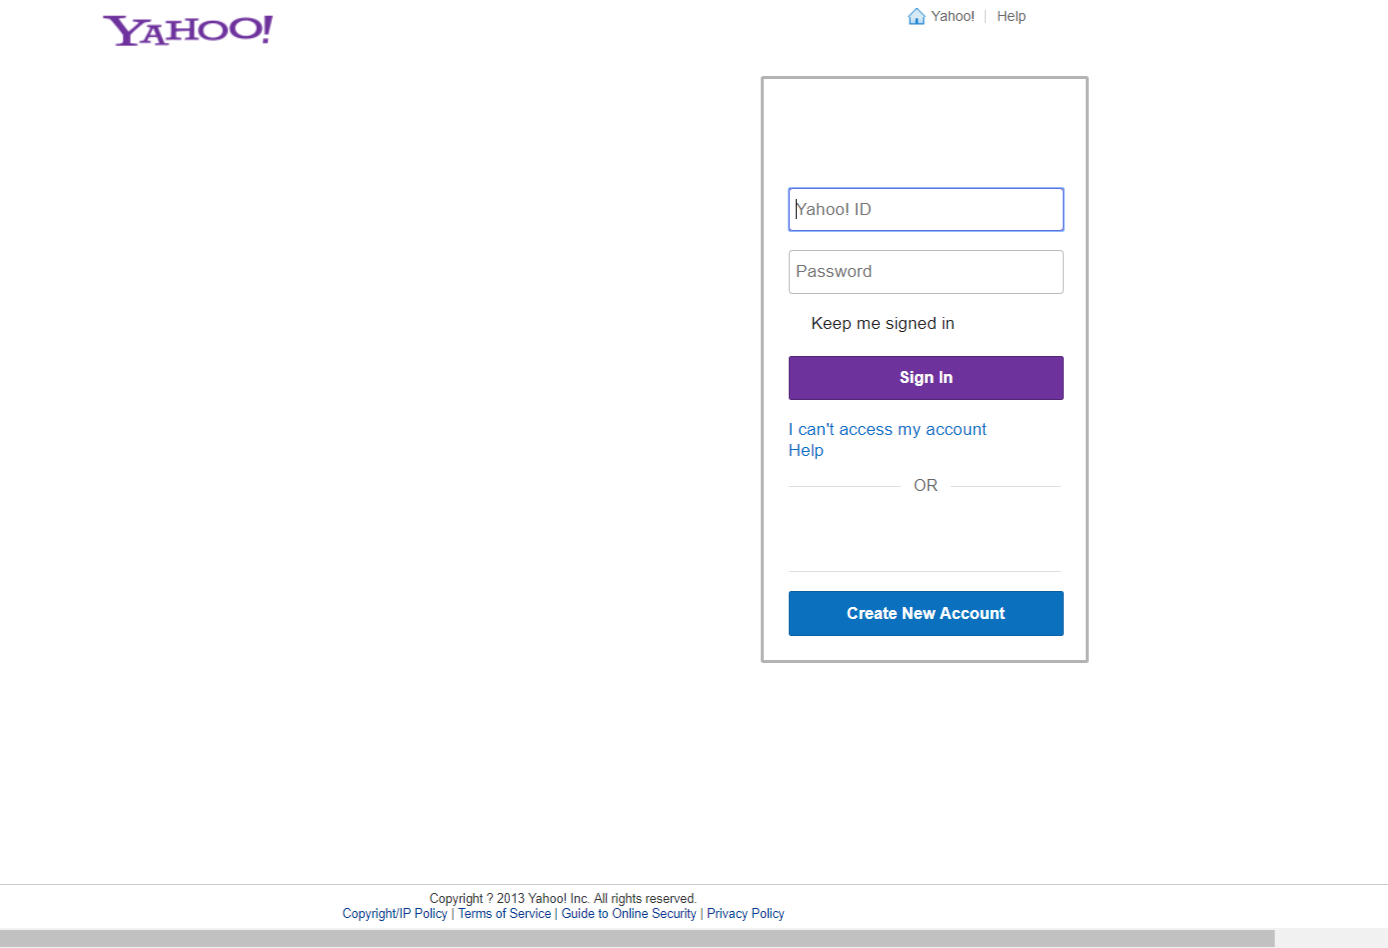 YAHOO!
Yahoo! | Help
Yahoo! ID
Password
Keep me signed in
Sign In
I can't access my account
Help
OR
Create New Account
Copyright ? 2013 Yahoo! Inc. All rights reserved.
Copyright/IP Policy | Terms of Service | Guide to Online Security | Privacy Policy